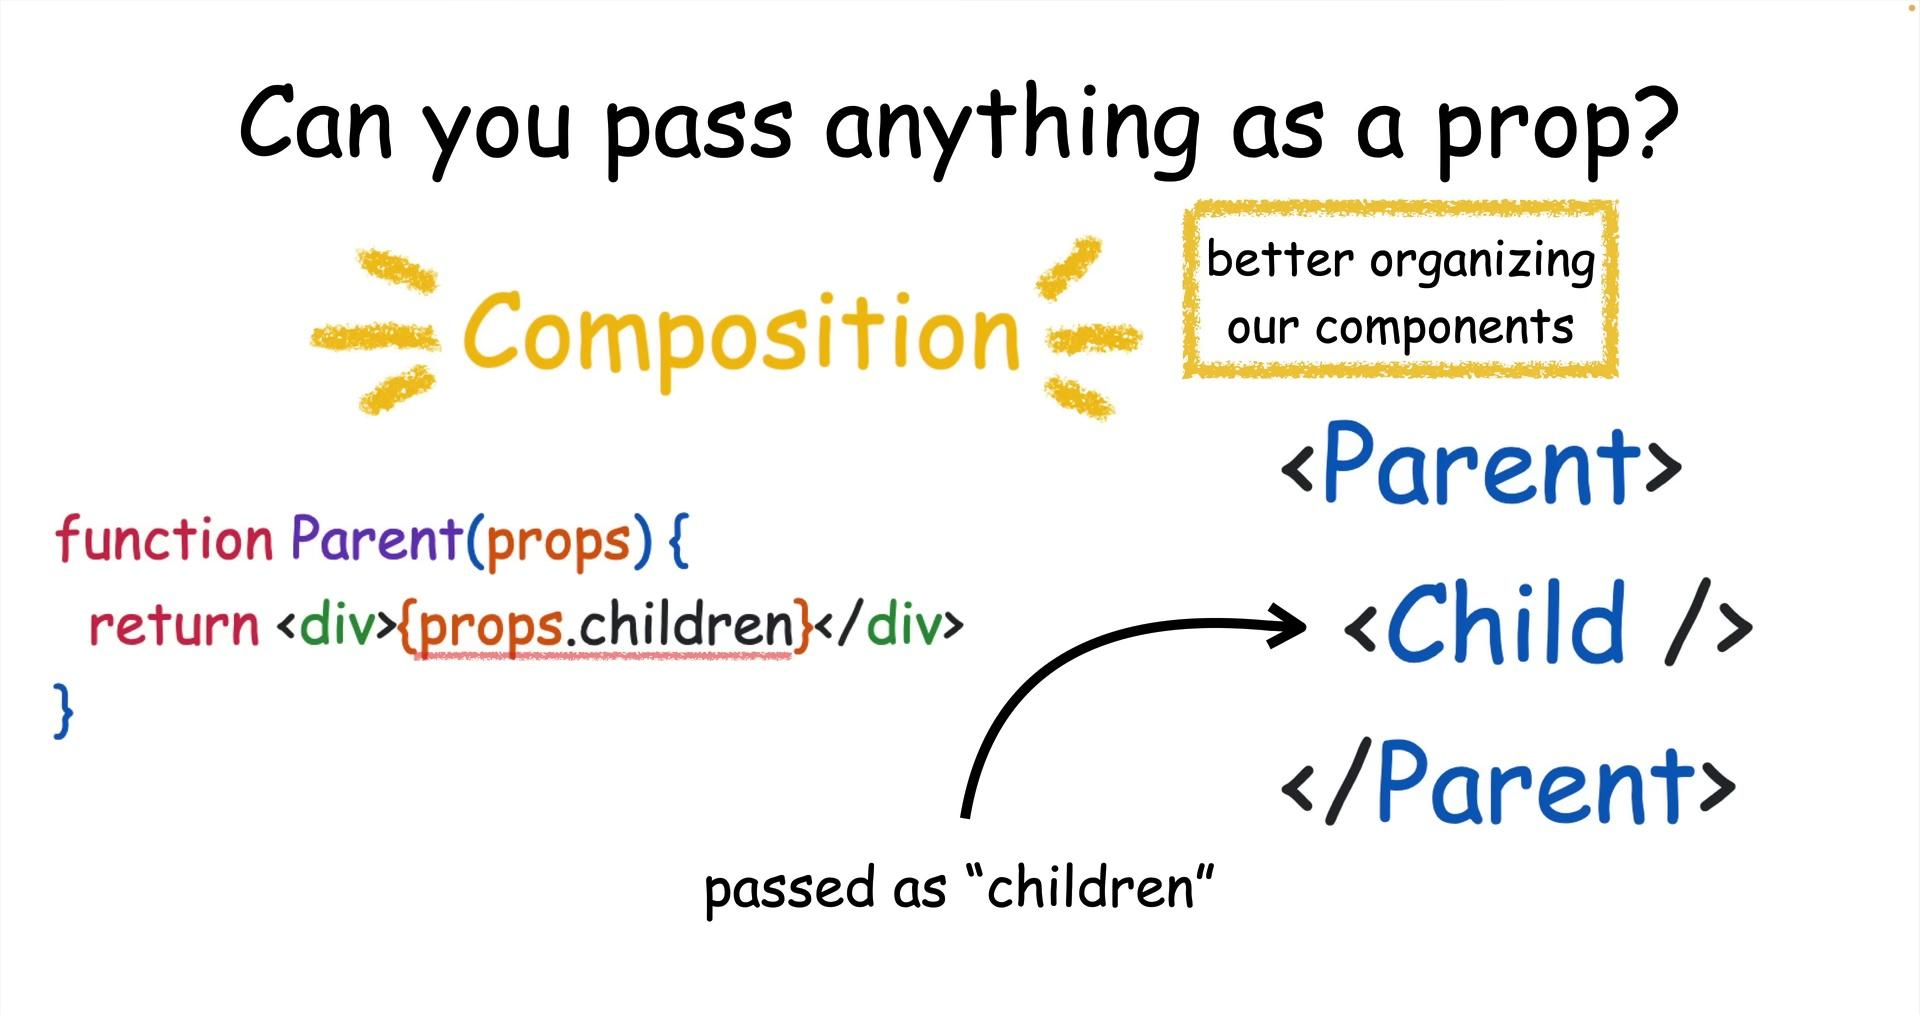 Can you pass anything as a prop?
Composition
better organizing
our components
function Parent(props) {
return <div>{props.children}</div>
}
<Parent>
<Child />
</Parent>
passed as “children”